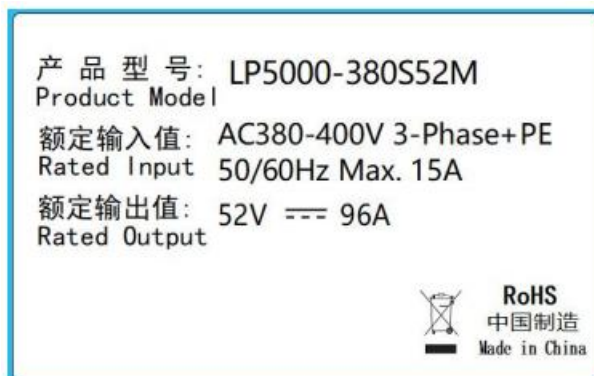 产品型号: LP5000-380S52M
Product Model
额定输入值: AC380-400V 3-Phase+PE
Rated Input 50/60Hz Max. 15A
额定输出值: 52V ⎓ 96A
Rated Output
RoHS
中国制造
Made in China